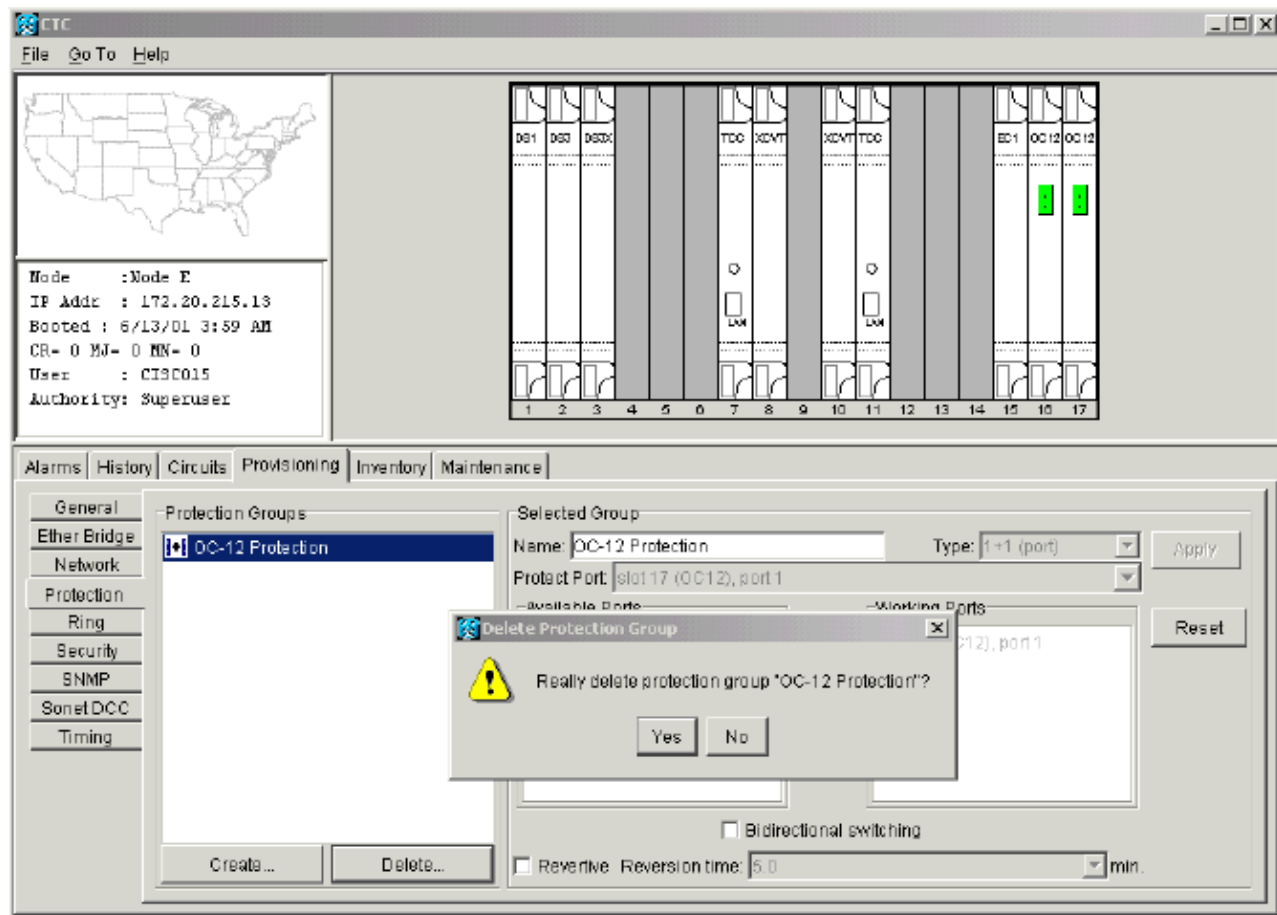 CTC
File Go To Help
DS1 DS3 TCC XCVT XCVT TCC EC1 OC12 OC12
LAN LAN
1 2 3 4 5 6 7 8 9 10 11 12 13 14 15 16 17
Node :Node E
IP Addr : 172.20.215.13
Booted : 6/13/01 3:59 AM
CR- 0 MJ- 0 MN- 0
User : CISCO15
Authority: Superuser
Alarms History Circuits Provisioning Inventory Maintenance
General
Ether Bridge
Network
Protection
Ring
Security
SNMP
Sonet DCC
Timing
Protection Groups
OC-12 Protection
Create... Delete...
Selected Group
Name: OC-12 Protection Type: 1+1 (port) Apply
Protect Port: slot 17 (OC12), port 1
Available Ports Working Ports
port 1
Reset
Delete Protection Group
Really delete protection group "OC-12 Protection"?
Yes No
Bidirectional switching
Revertive Reversion time: 5.0 min.